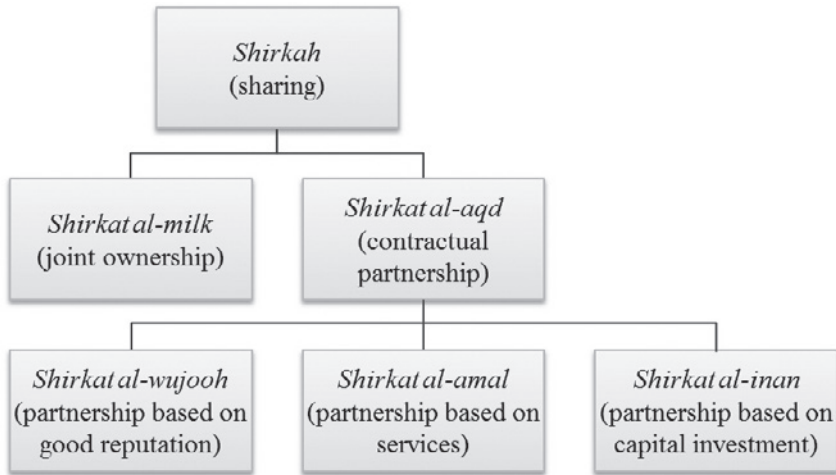 Shirkah
(sharing)
Shirkat al-milk
(joint ownership)
Shirkat al-aqd
(contractual
partnership)
Shirkat al-wujooh
(partnership based on
good reputation)
Shirkat al-amal
(partnership based on
services)
Shirkat al-inan
(partnership based on
capital investment)